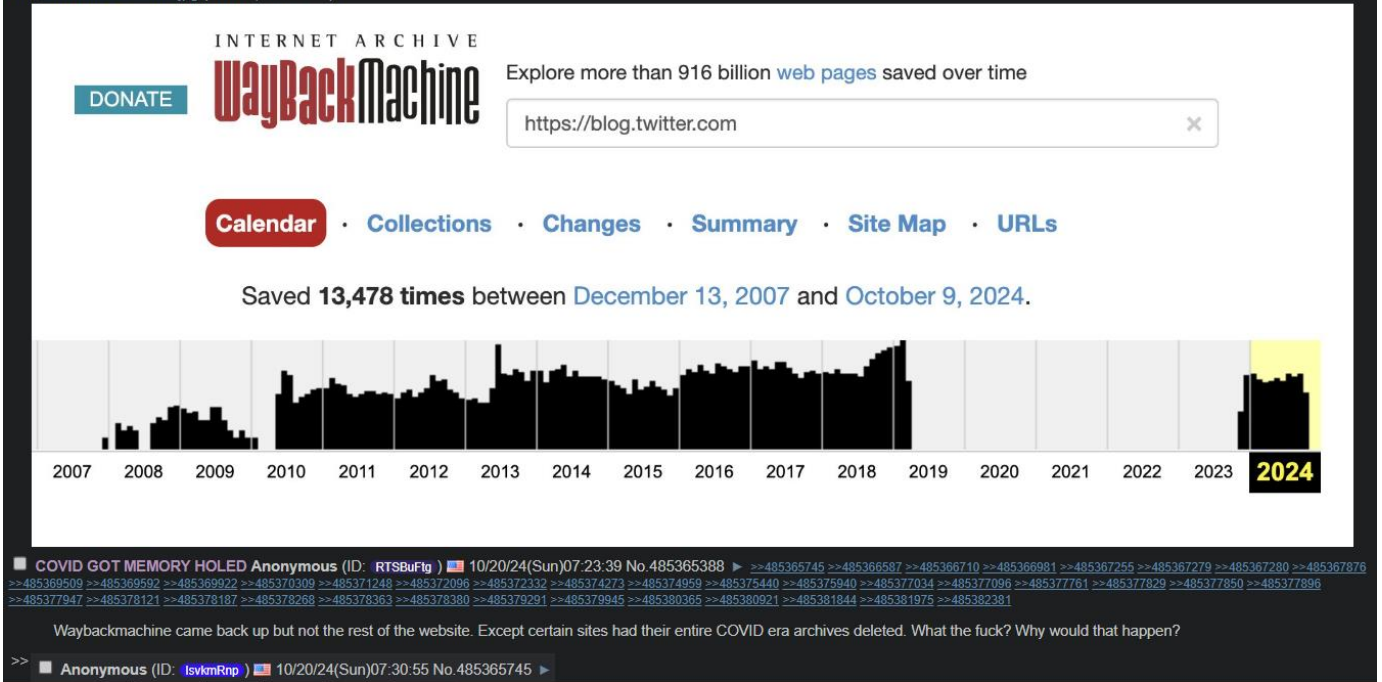 INTERNET ARCHIVE
WayBackMachine
DONATE
Explore more than 916 billion web pages saved over time
https://blog.twitter.com ×
Calendar · Collections · Changes · Summary · Site Map · URLs
Saved 13,478 times between December 13, 2007 and October 9, 2024.
2007 2008 2009 2010 2011 2012 2013 2014 2015 2016 2017 2018 2019 2020 2021 2022 2023 2024
COVID GOT MEMORY HOLED Anonymous (ID: RTSBuFtg ) 10/20/24(Sun)07:23:39 No.485365388 ▶ >>485365745 >>485366587 >>485366710 >>485366981 >>485367255 >>485367279 >>485367280 >>485367876
>>485369509 >>485369592 >>485369922 >>485370309 >>485371248 >>485372096 >>485372332 >>485374273 >>485374959 >>485375440 >>485375940 >>485377034 >>485377096 >>485377761 >>485377829 >>485377850 >>485377896
>>485377947 >>485378121 >>485378187 >>485378268 >>485378363 >>485378380 >>485379291 >>485379945 >>485380365 >>485380921 >>485381844 >>485381975 >>485382381
Waybackmachine came back up but not the rest of the website. Except certain sites had their entire COVID era archives deleted. What the fuck? Why would that happen?
>> Anonymous (ID: lsvkmRnp ) 10/20/24(Sun)07:30:55 No.485365745 ▶